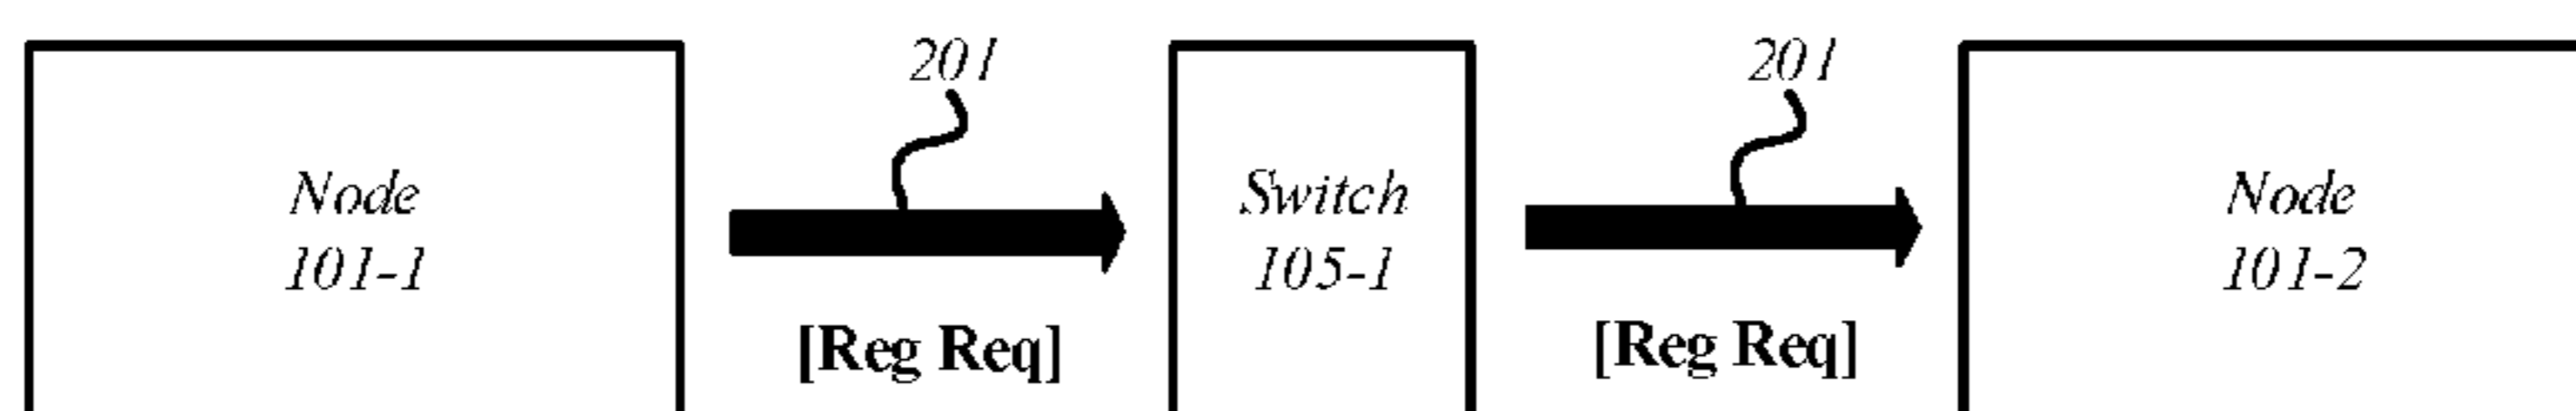 201
201
Node
101-1
Switch
105-1
Node
101-2
[Reg Req]
[Reg Req]